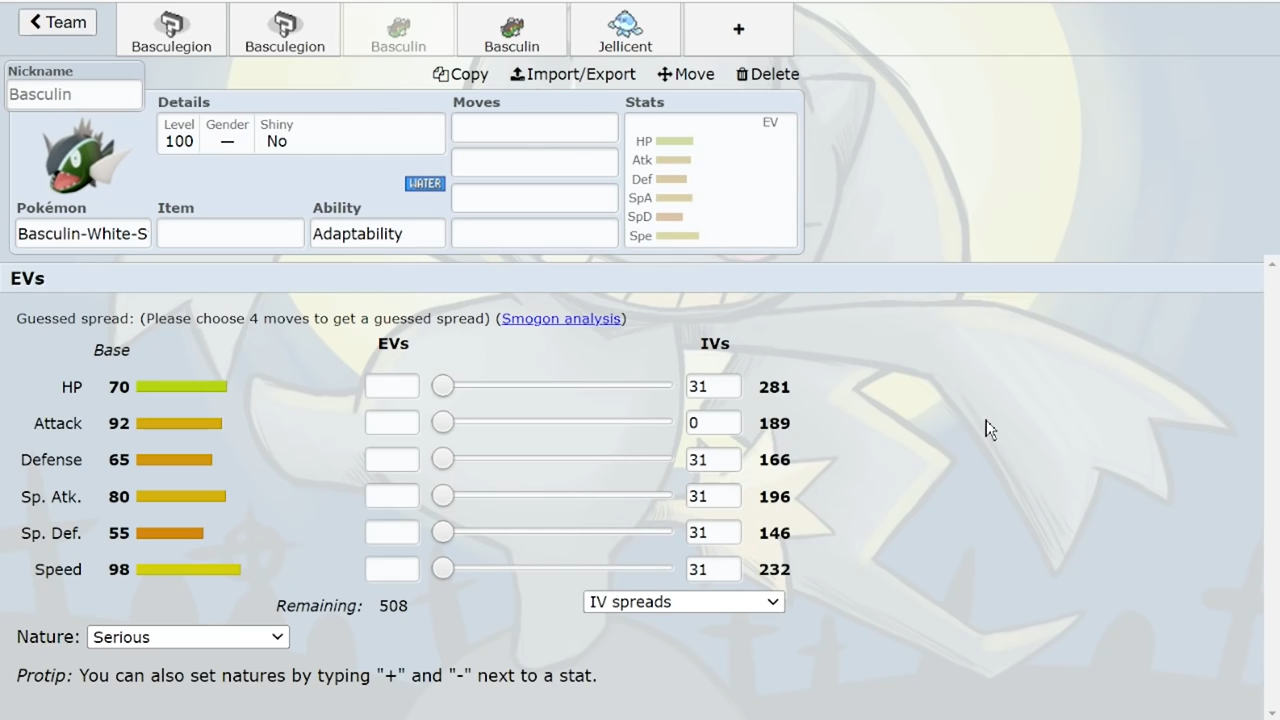 Team
Basculegion
Basculegion
Basculin
Basculin
Jellicent
+
Nickname
Basculin
Copy
Import/Export
Move
Delete
Details
Moves
Stats
Level
Gender
Shiny
100
—
No
EV
HP
Atk
Def
SpA
SpD
Spe
WATER
Pokémon
Item
Ability
Basculin-White-S
Adaptability
EVs
Guessed spread: (Please choose 4 moves to get a guessed spread) (Smogon analysis)
Base
EVs
IVs
HP 70 31 281
Attack 92 0 189
Defense 65 31 166
Sp. Atk. 80 31 196
Sp. Def. 55 31 146
Speed 98 31 232
Remaining: 508
IV spreads
Nature: Serious
Protip: You can also set natures by typing "+" and "-" next to a stat.